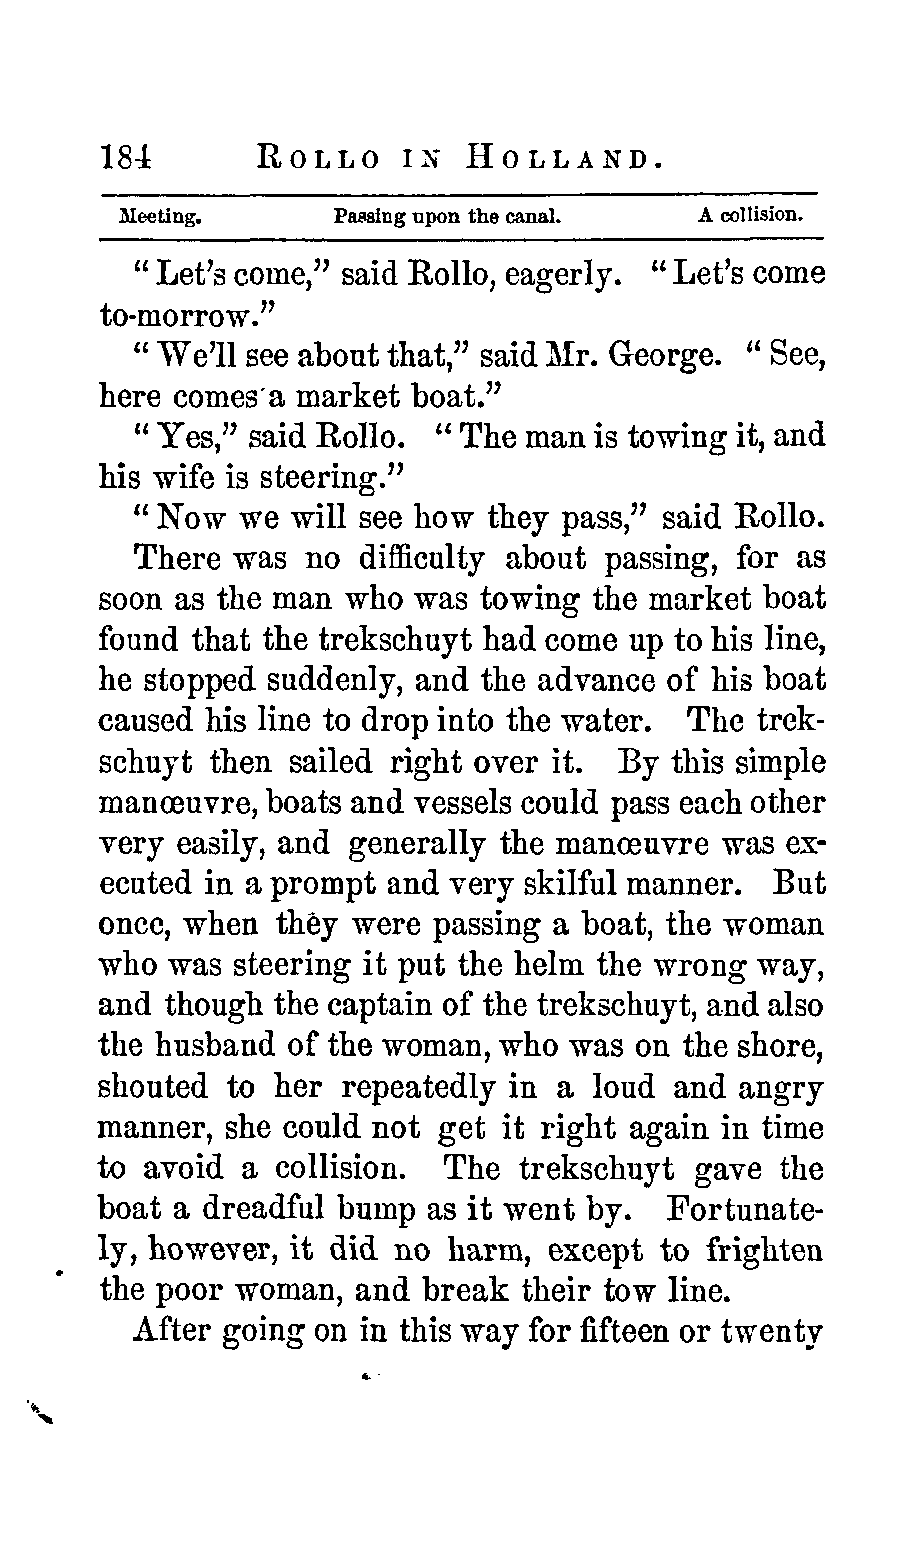 184 ROLLO IN HOLLAND.
Meeting. Passing upon the canal. A collision.
“Let’s come,” said Rollo, eagerly. “Let’s come
to-morrow.”
“We’ll see about that,” said Mr. George. “See,
here comes a market boat.”
“Yes,” said Rollo. “The man is towing it, and
his wife is steering.”
“Now we will see how they pass,” said Rollo.
There was no difficulty about passing, for as
soon as the man who was towing the market boat
found that the trekschuyt had come up to his line,
he stopped suddenly, and the advance of his boat
caused his line to drop into the water. The trek-
schuyt then sailed right over it. By this simple
manœuvre, boats and vessels could pass each other
very easily, and generally the manœuvre was ex-
ecuted in a prompt and very skilful manner. But
once, when they were passing a boat, the woman
who was steering it put the helm the wrong way,
and though the captain of the trekschuyt, and also
the husband of the woman, who was on the shore,
shouted to her repeatedly in a loud and angry
manner, she could not get it right again in time
to avoid a collision. The trekschuyt gave the
boat a dreadful bump as it went by. Fortunate-
ly, however, it did no harm, except to frighten
the poor woman, and break their tow line.
After going on in this way for fifteen or twenty